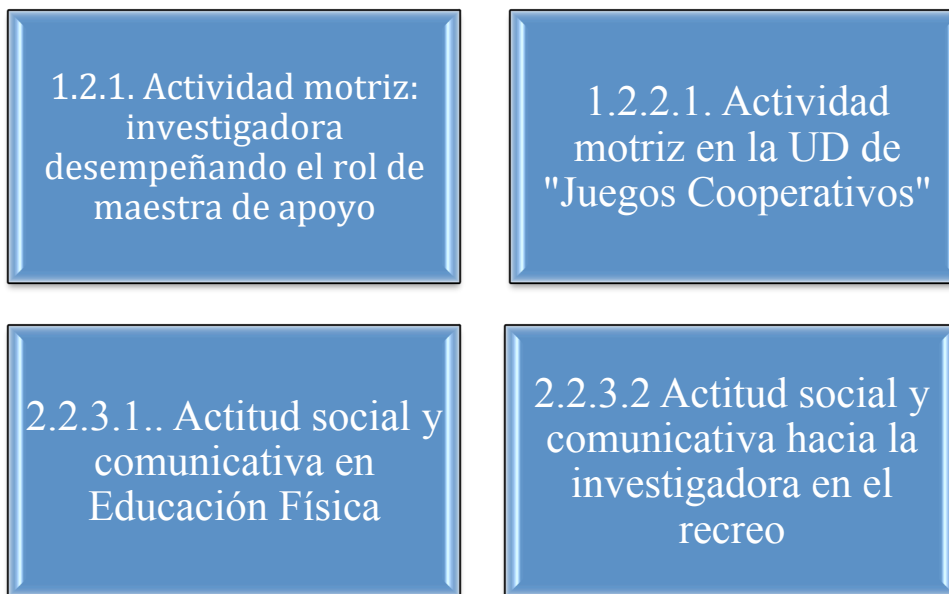 1.2.1. Actividad motriz:
investigadora
desempeñando el rol de
maestra de apoyo
1.2.2.1. Actividad
motriz en la UD de
"Juegos Cooperativos"
2.2.3.1.. Actitud social y
comunicativa en
Educación Física
2.2.3.2 Actitud social y
comunicativa hacia la
investigadora en el
recreo